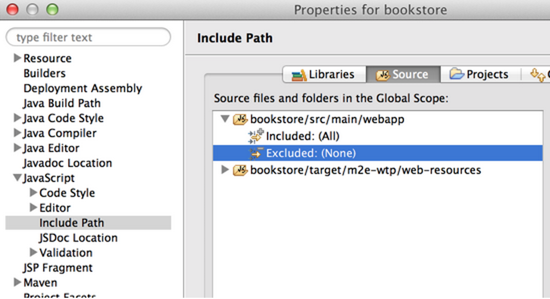 Properties for bookstore
type filter text
Resource
Builders
Deployment Assembly
Java Build Path
Java Code Style
Java Compiler
Java Editor
Javadoc Location
JavaScript
Code Style
Editor
Include Path
JSDoc Location
Validation
JSP Fragment
Maven
Project Facets
Include Path
Libraries
Source
Projects
Source files and folders in the Global Scope:
bookstore/src/main/webapp
Included: (All)
Excluded: (None)
bookstore/target/m2e-wtp/web-resources